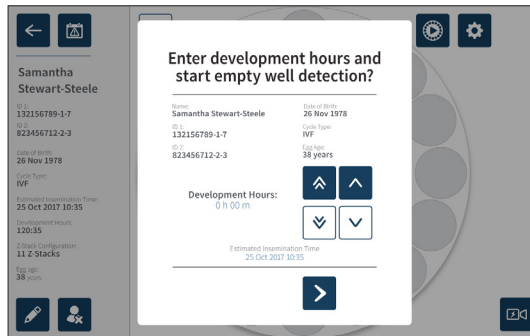 Samantha
Stewart-Steele
ID 1:
132156789-1-7
ID 2:
823456712-2-3
Date of Birth:
26 Nov 1978
Cycle Type:
IVF
Estimated Insemination Time:
25 Oct 2017 10:35
Development Hours:
120:35
Z-Stack Configuration:
11 Z-Stacks
Egg age:
38 years
Enter development hours and
start empty well detection?
Name:
Samantha Stewart-Steele
Date of Birth:
26 Nov 1978
ID 1:
132156789-1-7
Cycle Type:
IVF
ID 2:
823456712-2-3
Egg Age:
38 years
Development Hours:
0 h 00 m
Estimated Insemination Time
25 Oct 2017 10:35